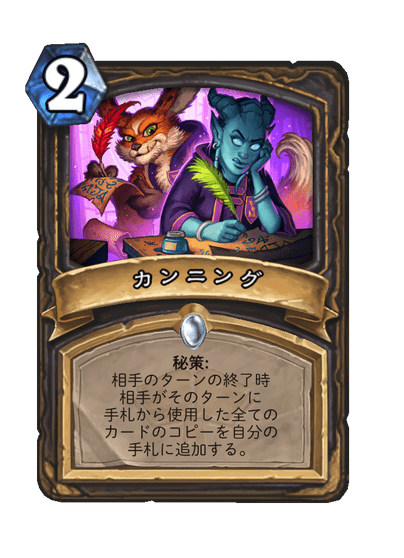 2
カンニング
秘策:
相手のターンの終了時
相手がそのターンに
手札から使用した全ての
カードのコピーを自分の
手札に追加する。